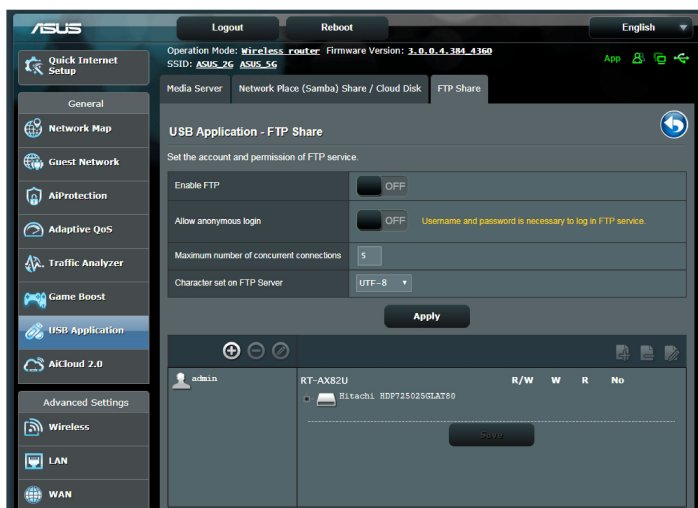 ASUS
Logout
Reboot
English
Operation Mode: Wireless router Firmware Version: 3.0.0.4.384_4360
SSID: ASUS_2G ASUS_5G
App
Quick Internet
Setup
General
Network Map
Guest Network
AiProtection
Adaptive QoS
Traffic Analyzer
Game Boost
USB Application
AiCloud 2.0
Advanced Settings
Wireless
LAN
WAN
Media Server Network Place (Samba) Share / Cloud Disk FTP Share
USB Application - FTP Share
Set the account and permission of FTP service.
Enable FTP OFF
Allow anonymous login OFF Username and password is necessary to log in FTP service.
Maximum number of concurrent connections 5
Character set on FTP Server UTF-8
Apply
admin
RT-AX82U R/W W R No
Hitachi HDP725025GLAT80
Save